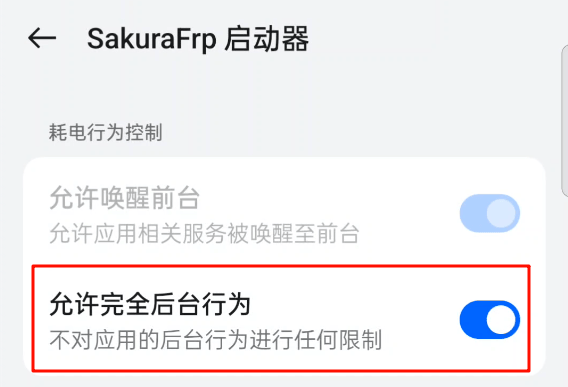 SakuraFrp 启动器
耗电行为控制
允许唤醒前台
允许应用相关服务被唤醒至前台
允许完全后台行为
不对应用的后台行为进行任何限制